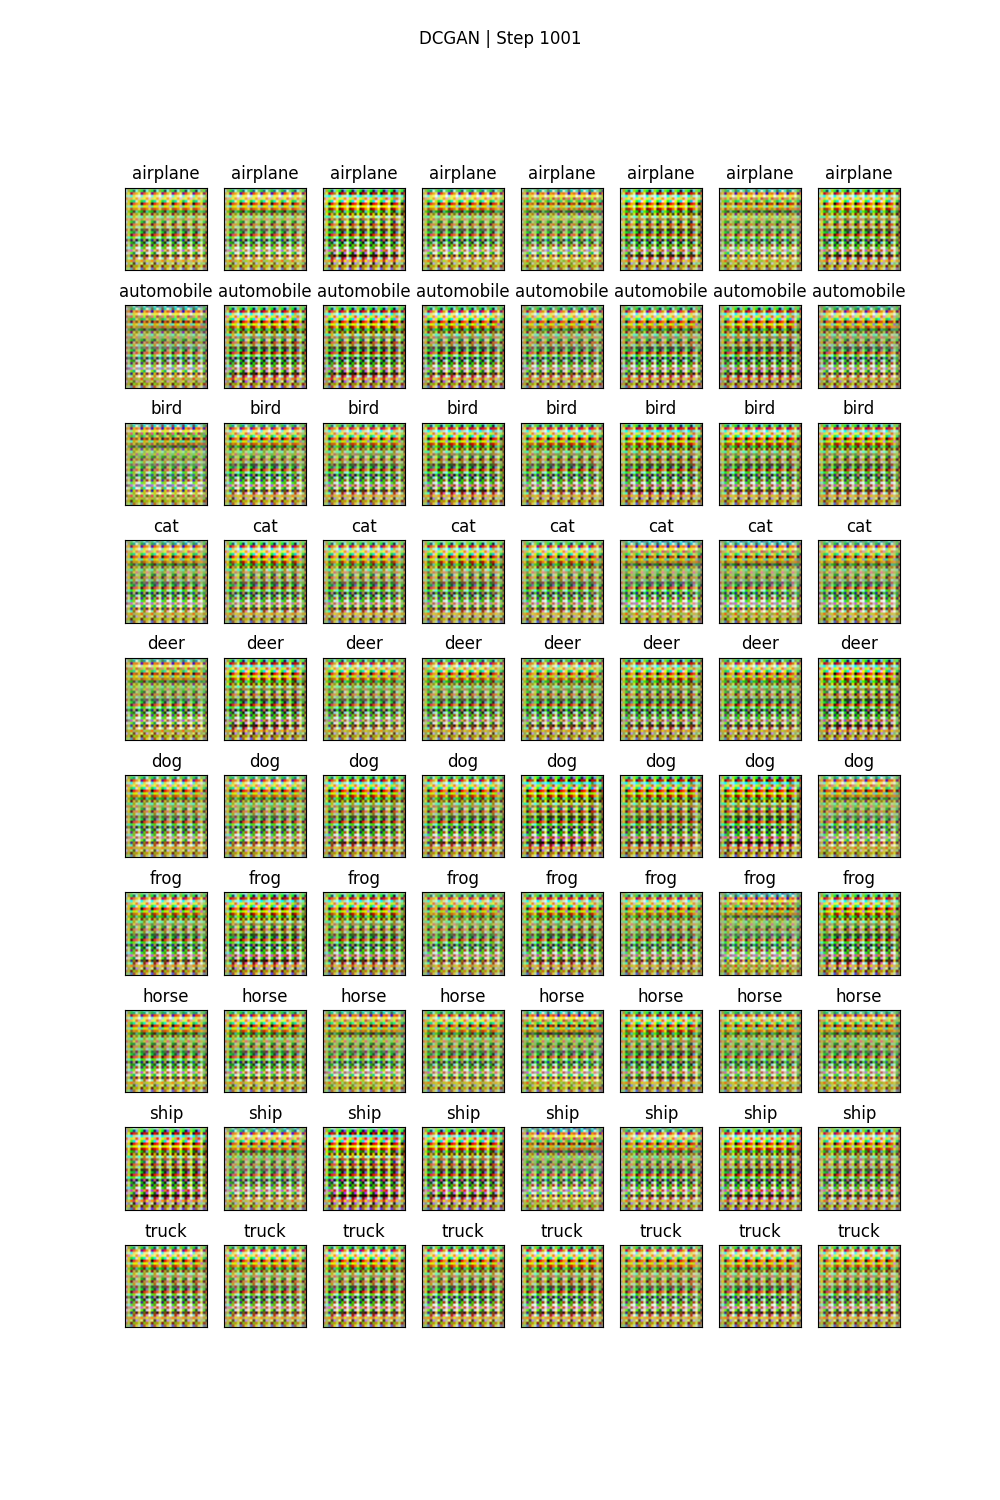 DCGAN | Step 1001
airplane airplane airplane airplane airplane airplane airplane airplane
automobile automobile automobile automobile automobile automobile automobile automobile
bird bird bird bird bird bird bird bird
cat cat cat cat cat cat cat cat
deer deer deer deer deer deer deer deer
dog dog dog dog dog dog dog dog
frog frog frog frog frog frog frog frog
horse horse horse horse horse horse horse horse
ship ship ship ship ship ship ship ship
truck truck truck truck truck truck truck truck